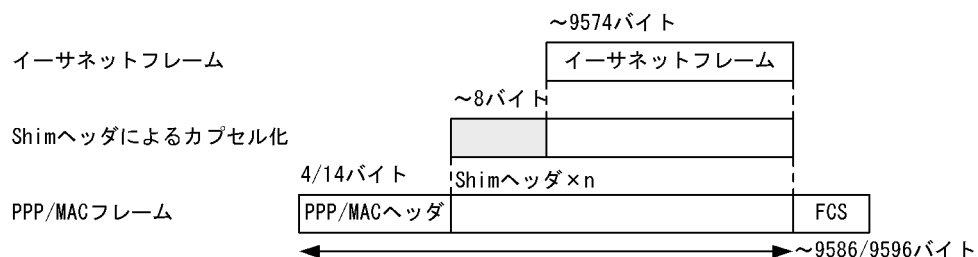 ～9574バイト
イーサネットフレーム
イーサネットフレーム
～8バイト
Shimヘッダによるカプセル化
4/14バイト
Shimヘッダ×n
PPP/MACフレーム
PPP/MACヘッダ
FCS
～9586/9596バイト